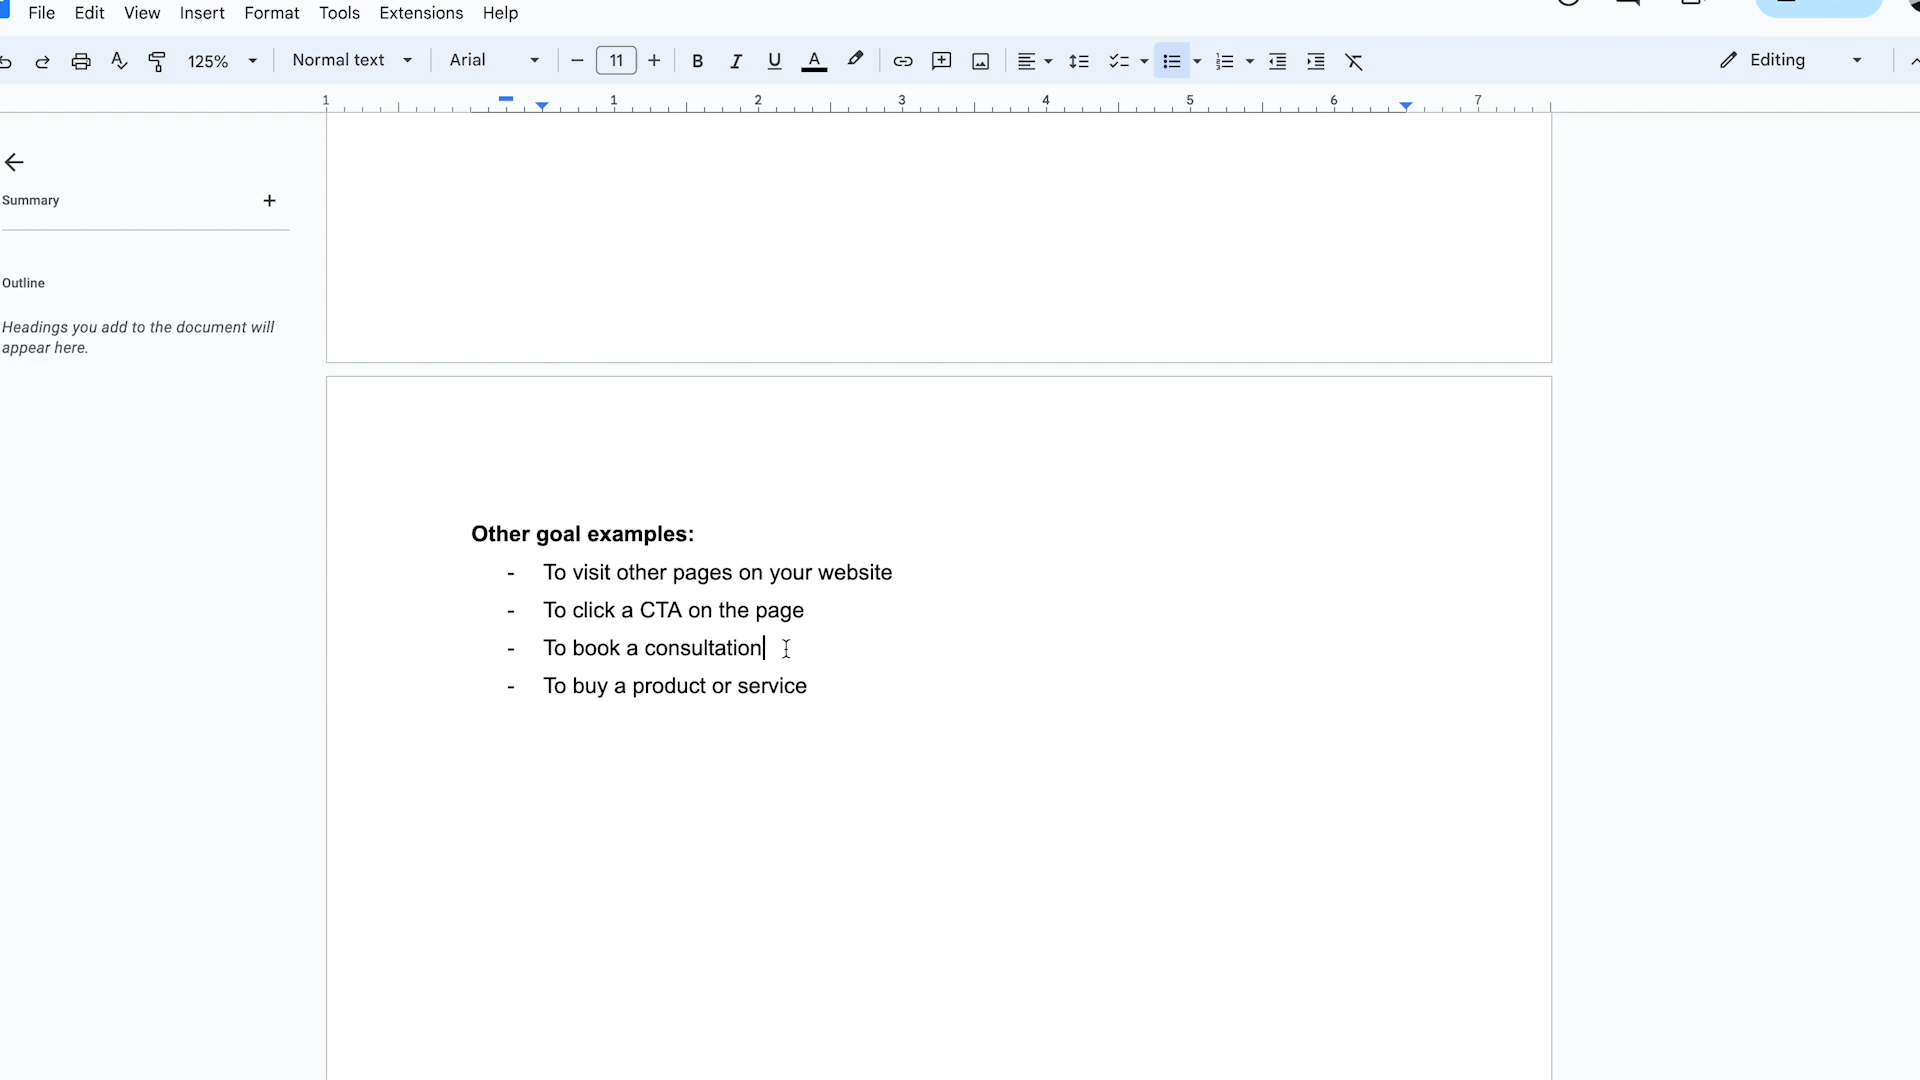 File Edit View Insert Format Tools Extensions Help
125% Normal text Arial 11 Editing
1 1 2 3 4 5 6 7
Summary
Outline
Headings you add to the document will
appear here.
Other goal examples:
- To visit other pages on your website
- To click a CTA on the page
- To book a consultation
- To buy a product or service